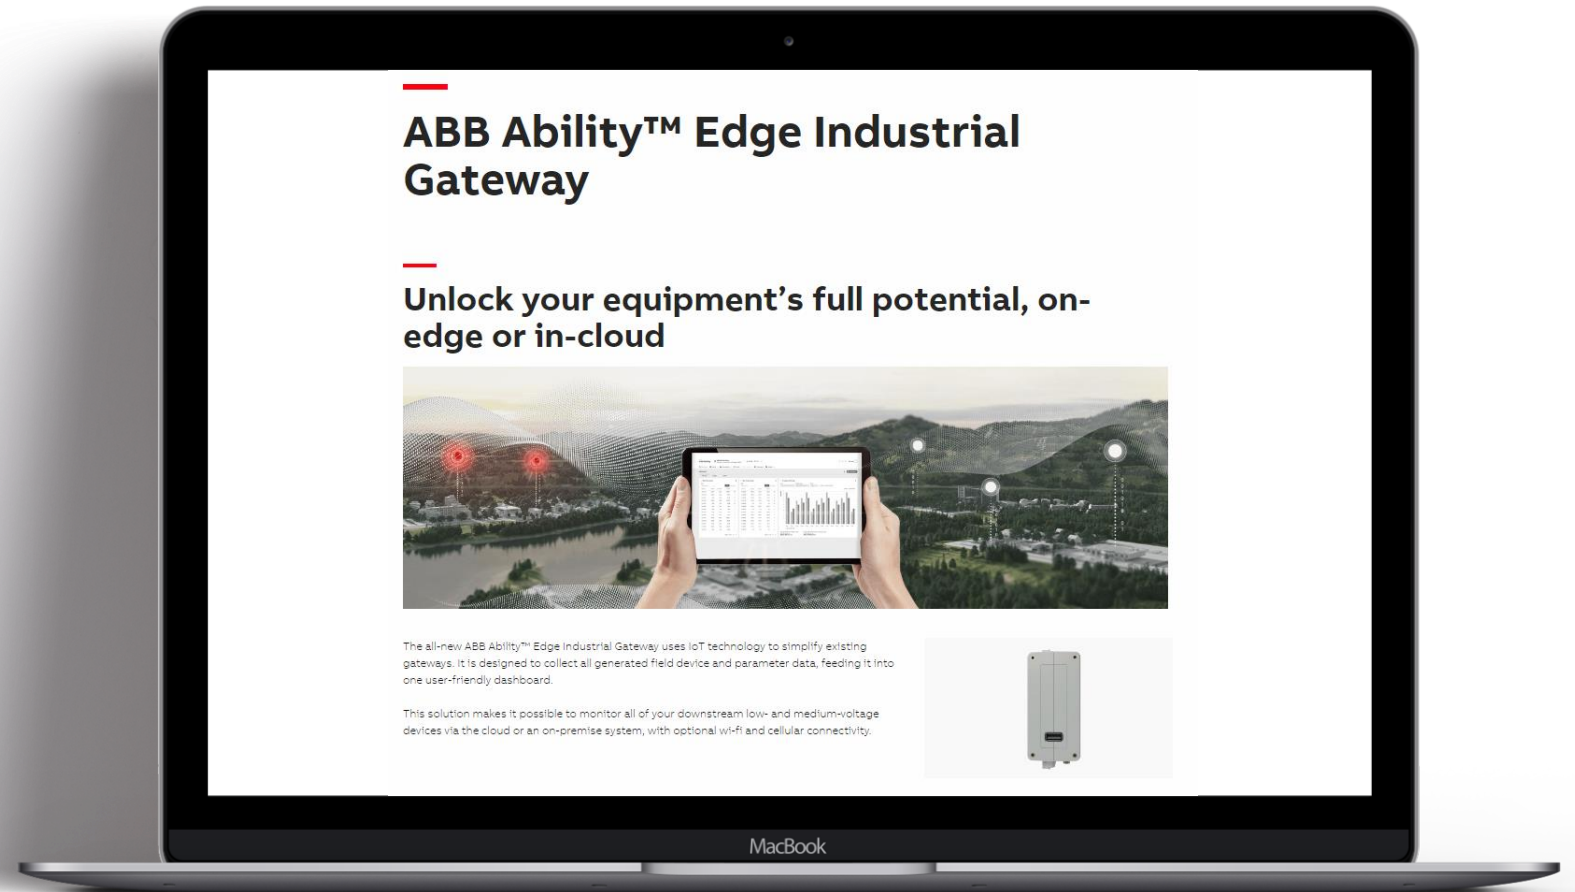 ABB Ability™ Edge Industrial
Gateway
Unlock your equipment’s full potential, on-
edge or in-cloud
The all-new ABB Ability™ Edge Industrial Gateway uses IoT technology to simplify existing
gateways. It is designed to collect all generated field device and parameter data, feeding it into
one user-friendly dashboard.
This solution makes it possible to monitor all of your downstream low- and medium-voltage
devices via the cloud or an on-premise system, with optional wi-fi and cellular connectivity.
MacBook